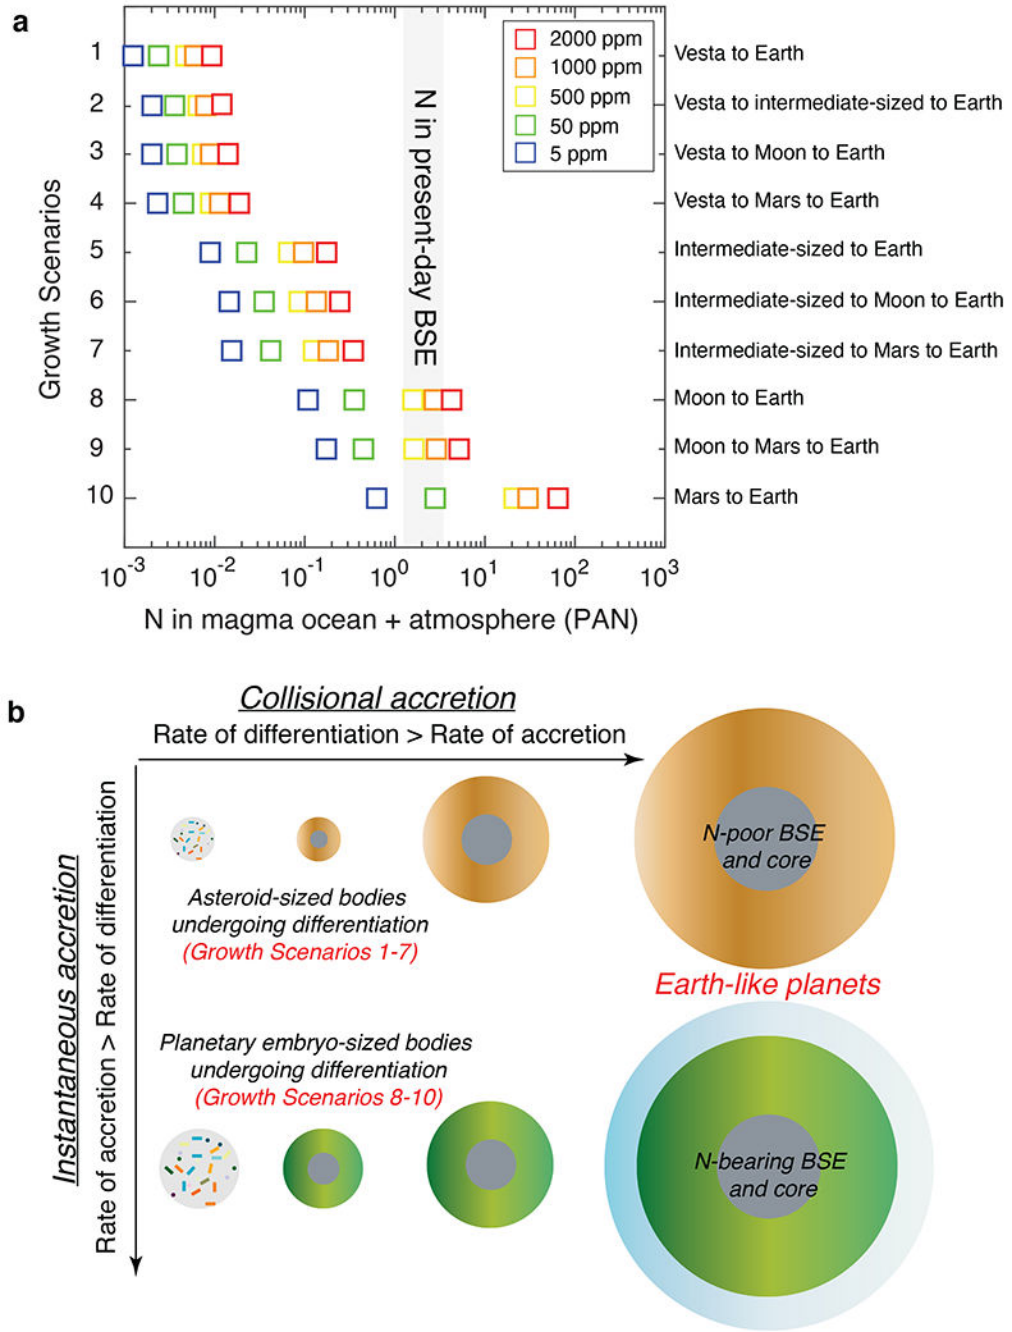 a
2000 ppm
1000 ppm
500 ppm
50 ppm
5 ppm
N in present-day BSE
Growth Scenarios
1
Vesta to Earth
2
Vesta to intermediate-sized to Earth
3
Vesta to Moon to Earth
4
Vesta to Mars to Earth
5
Intermediate-sized to Earth
6
Intermediate-sized to Moon to Earth
7
Intermediate-sized to Mars to Earth
8
Moon to Earth
9
Moon to Mars to Earth
10
Mars to Earth
10⁻³ 10⁻² 10⁻¹ 10⁰ 10¹ 10² 10³
N in magma ocean + atmosphere (PAN)
b
Collisional accretion
Rate of differentiation > Rate of accretion
Instantaneous accretion
Rate of accretion > Rate of differentiation
N-poor BSE
and core
Asteroid-sized bodies
undergoing differentiation
(Growth Scenarios 1-7)
Earth-like planets
Planetary embryo-sized bodies
undergoing differentiation
(Growth Scenarios 8-10)
N-bearing BSE
and core